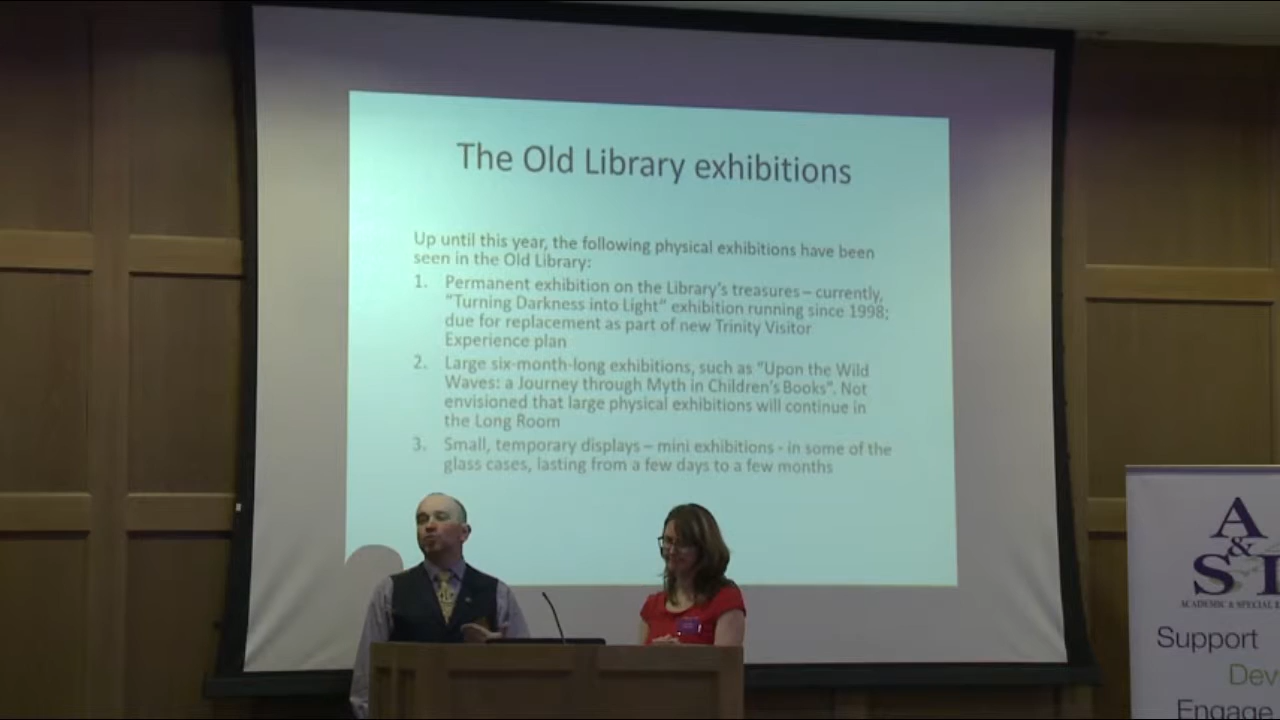 The Old Library exhibitions
Up until this year, the following physical exhibitions have been
seen in the Old Library:
1. Permanent exhibition on the Library's treasures – currently,
"Turning Darkness into Light" exhibition running since 1998;
due for replacement as part of new Trinity Visitor
Experience plan
2. Large six-month-long exhibitions, such as "Upon the Wild
Waves: a Journey through Myth in Children's Books". Not
envisioned that large physical exhibitions will continue in
the Long Room
3. Small, temporary displays – mini exhibitions - in some of the
glass cases, lasting from a few days to a few months
A
&
S L
ACADEMIC & SPECIAL
Support
Dev
Engage